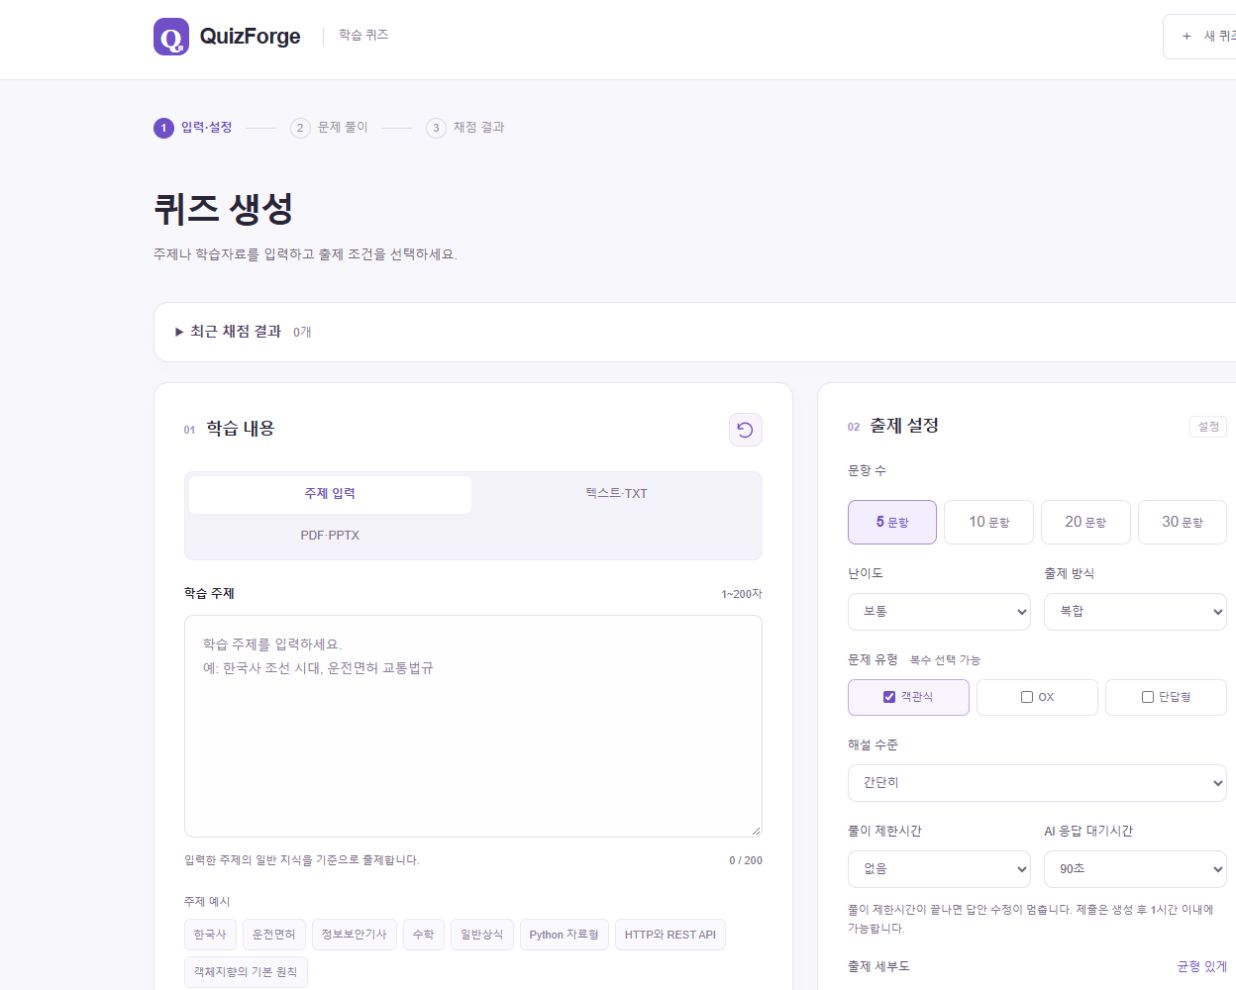 QuizForge
학습 퀴즈
+ 새 퀴즈
1 입력·설정
2 문제 풀이
3 채점 결과
퀴즈 생성
주제나 학습자료를 입력하고 출제 조건을 선택하세요.
▶ 최근 채점 결과 0개
01 학습 내용
주제 입력
텍스트·TXT
PDF·PPTX
학습 주제
1~200자
학습 주제를 입력하세요.
예: 한국사 조선 시대, 운전면허 교통법규
입력한 주제의 일반 지식을 기준으로 출제합니다.
0 / 200
주제 예시
한국사
운전면허
정보보안기사
수학
일반상식
Python 자료형
HTTP와 REST API
객체지향의 기본 원칙
02 출제 설정
설정
문항 수
5 문항
10 문항
20 문항
30 문항
난이도
출제 방식
보통
복합
문제 유형 복수 선택 가능
객관식
OX
단답형
해설 수준
간단히
풀이 제한시간
AI 응답 대기시간
없음
90초
풀이 제한시간이 끝나면 답안 수정이 멈춥니다. 제출은 생성 후 1시간 이내에
가능합니다.
출제 세부도
균형 있게